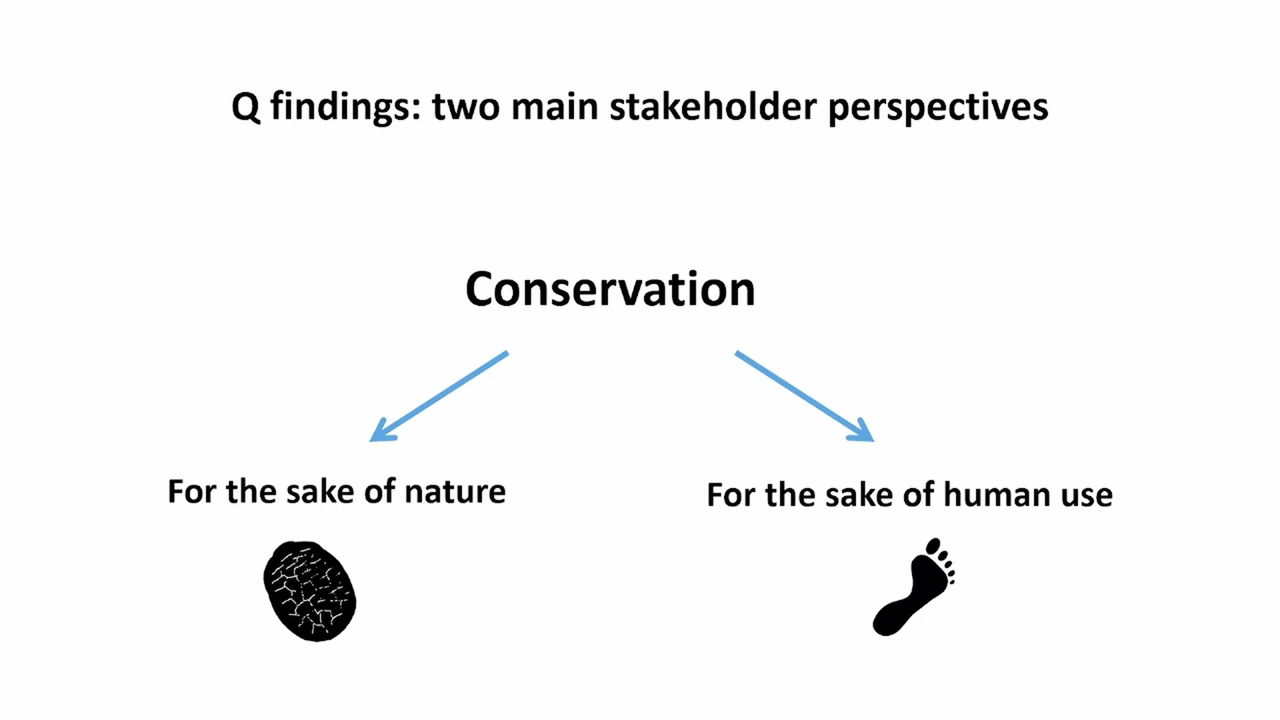 Q findings: two main stakeholder perspectives
Conservation
For the sake of nature
For the sake of human use